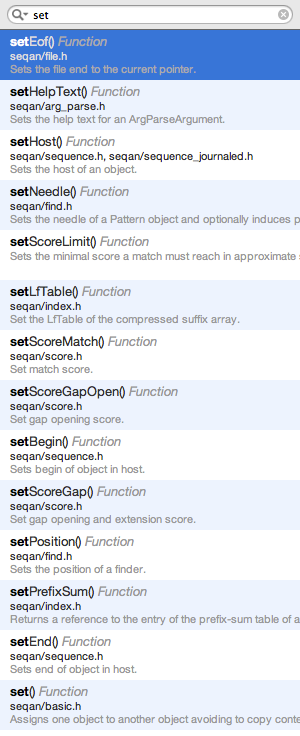 set
setEof() Function
seqan/file.h
Sets the file end to the current pointer.
setHelpText() Function
seqan/arg_parse.h
Sets the help text for an ArgParseArgument.
setHost() Function
seqan/sequence.h, seqan/sequence_journaled.h
Sets the host of an object.
setNeedle() Function
seqan/find.h
Sets the needle of a Pattern object and optionally induces p
setScoreLimit() Function
Sets the minimal score a match must reach in approximate
setLfTable() Function
seqan/index.h
Set the LfTable of the compressed suffix array.
setScoreMatch() Function
seqan/score.h
Set match score.
setScoreGapOpen() Function
seqan/score.h
Set gap opening score.
setBegin() Function
seqan/sequence.h
Sets begin of object in host.
setScoreGap() Function
seqan/score.h
Set gap opening and extension score.
setPosition() Function
seqan/find.h
Sets the position of a finder.
setPrefixSum() Function
seqan/index.h
Returns a reference to the entry of the prefix-sum table of a
setEnd() Function
seqan/sequence.h
Sets end of object in host.
set() Function
seqan/basic.h
Assigns one object to another object avoiding to copy conte